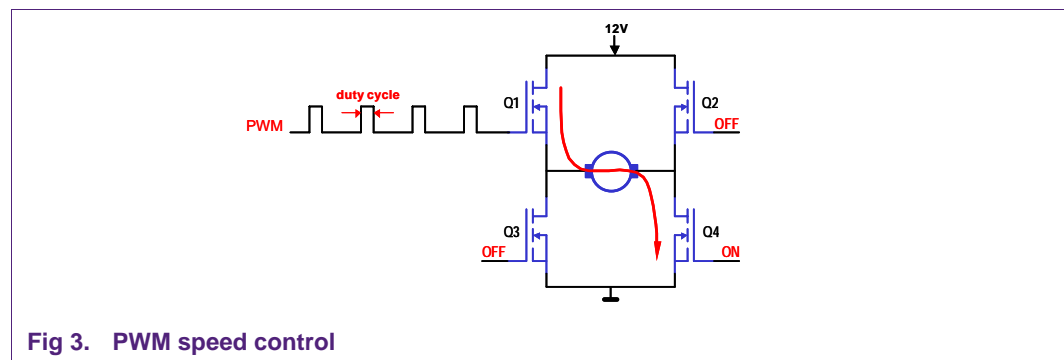 12V
duty cycle
Q1
Q2
PWM
OFF
Q3
Q4
OFF
ON
Fig 3. PWM speed control